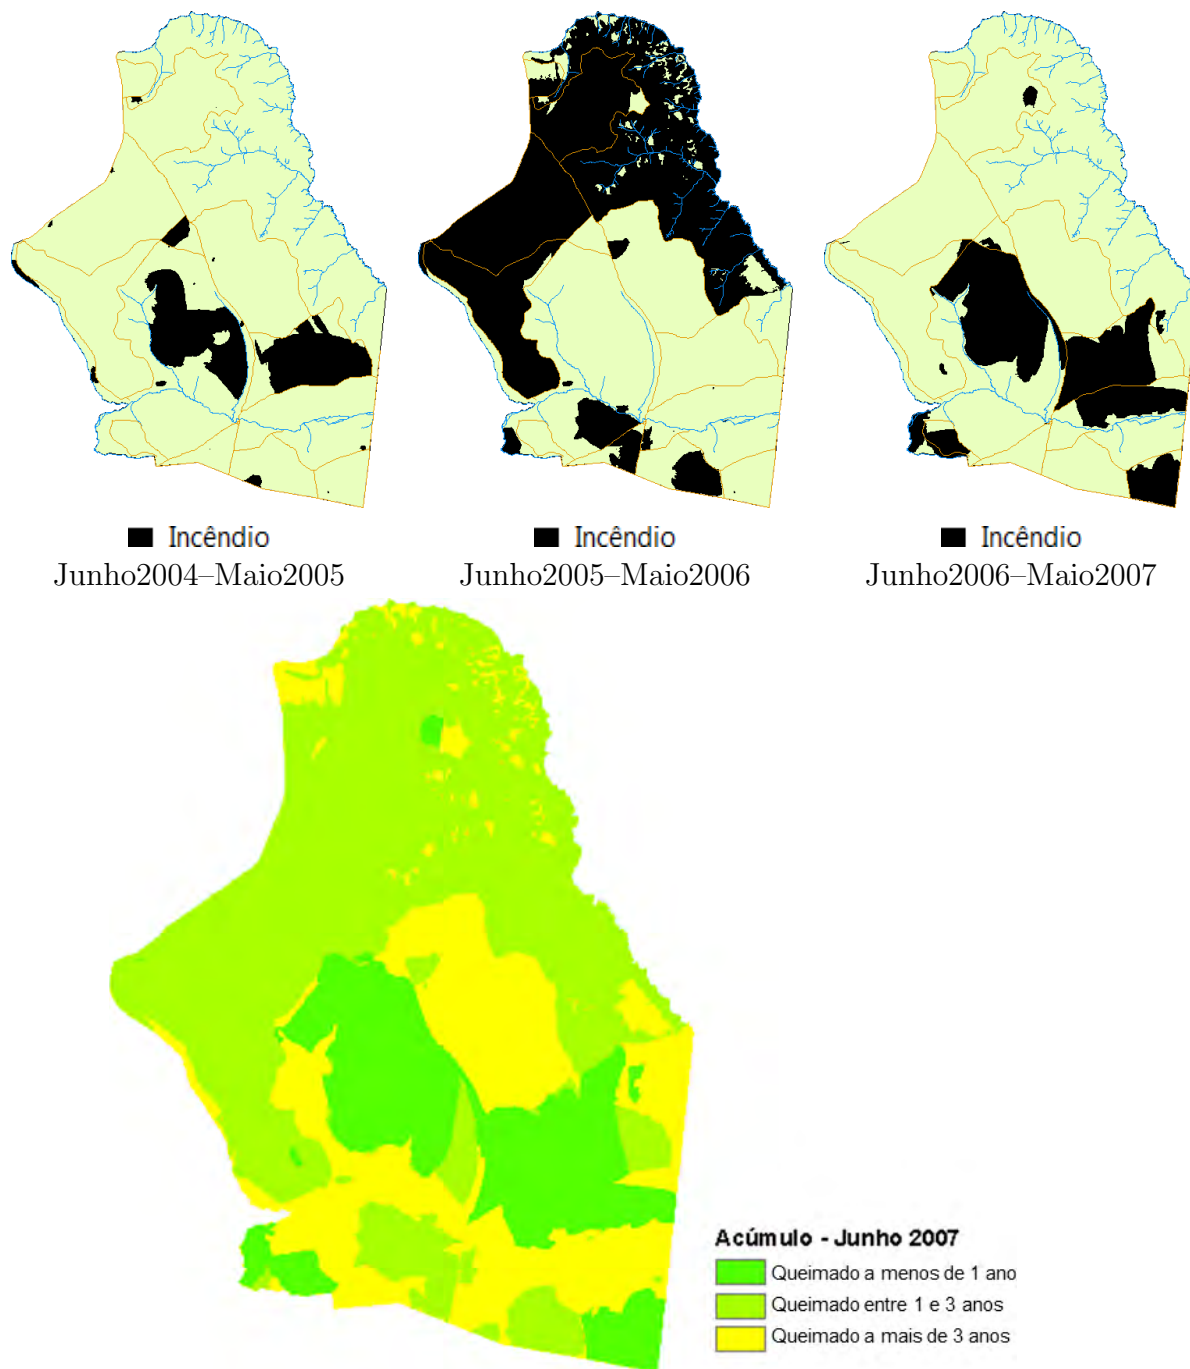 Incêndio
Junho2004–Maio2005
Incêndio
Junho2005–Maio2006
Incêndio
Junho2006–Maio2007
Acúmulo - Junho 2007
Queimado a menos de 1 ano
Queimado entre 1 e 3 anos
Queimado a mais de 3 anos